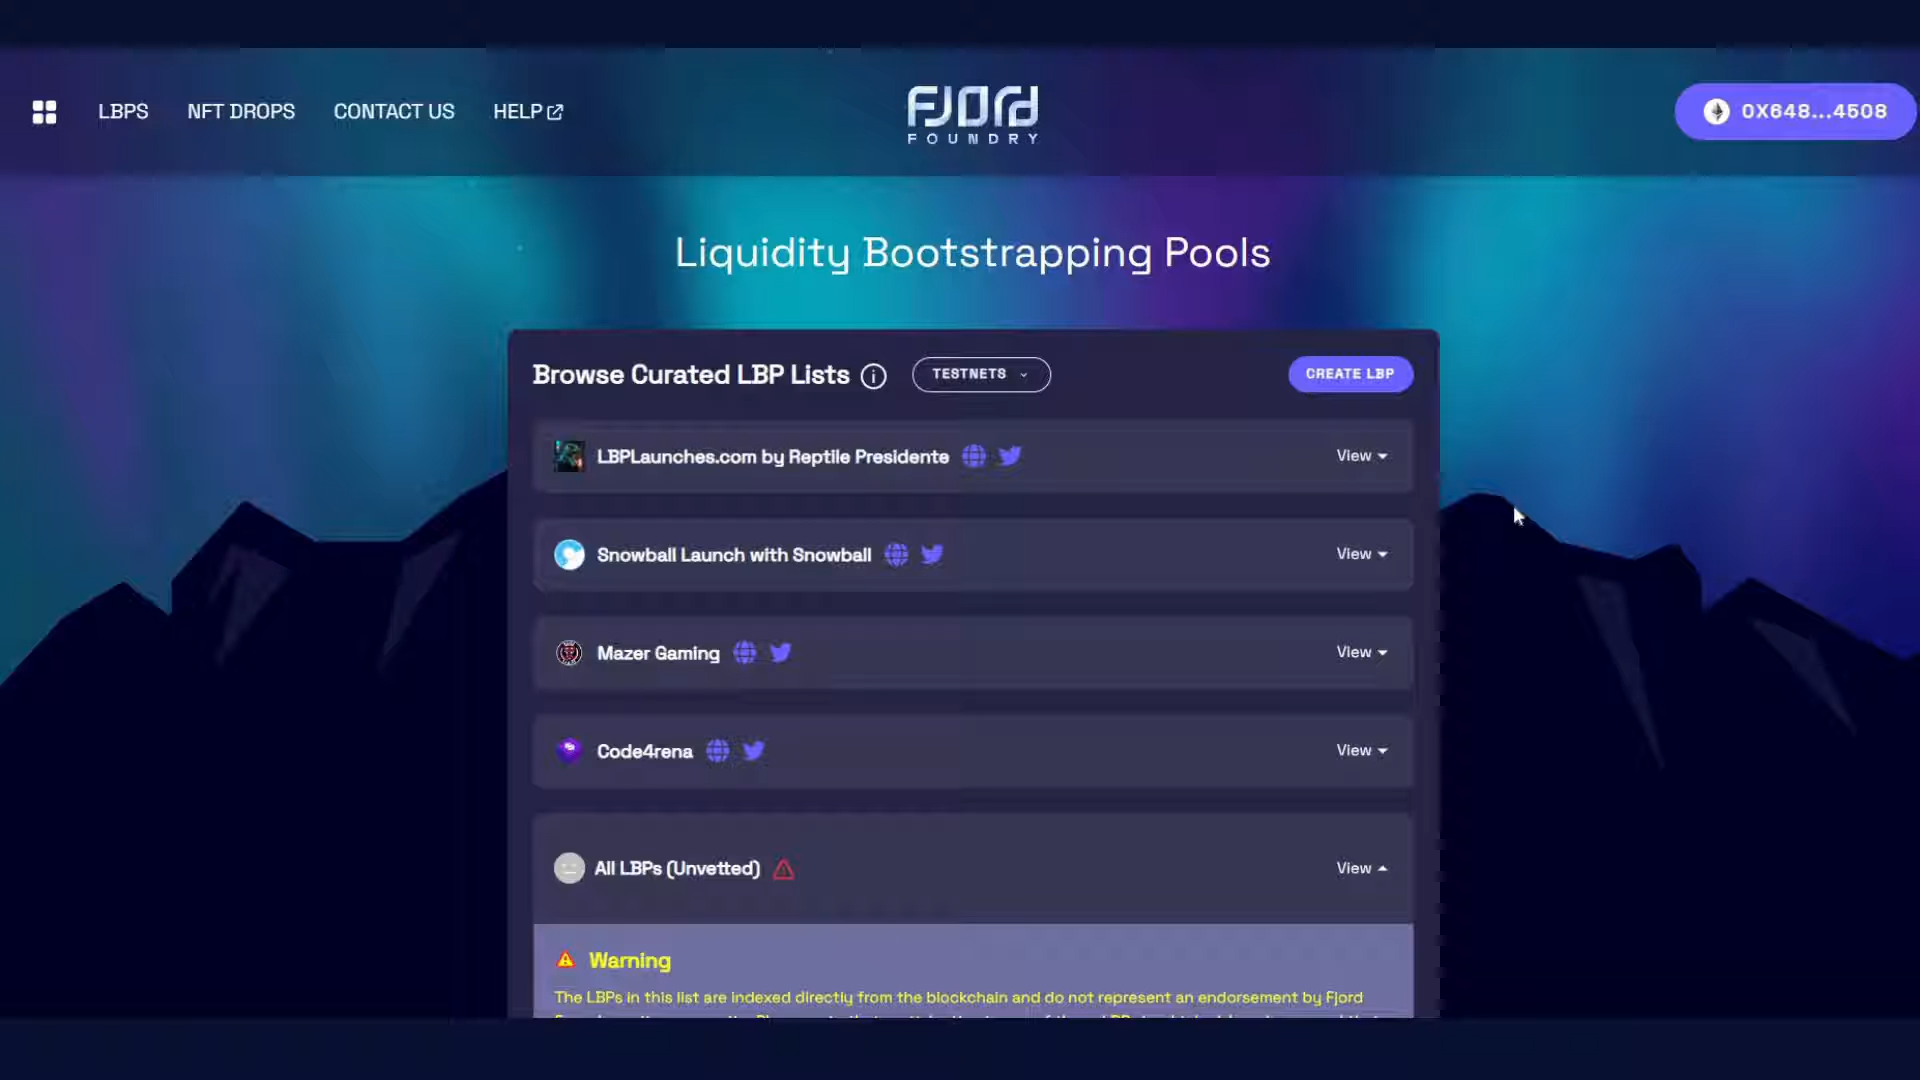 LBPS NFT DROPS CONTACT US HELP
FJORD
FOUNDRY
0X648...4508
Liquidity Bootstrapping Pools
Browse Curated LBP Lists TESTNETS CREATE LBP
LBPLaunches.com by Reptile Presidente View
Snowball Launch with Snowball View
Mazer Gaming View
Code4rena View
All LBPs (Unvetted) View
Warning
The LBPs in this list are indexed directly from the blockchain and do not represent an endorsement by Fjord